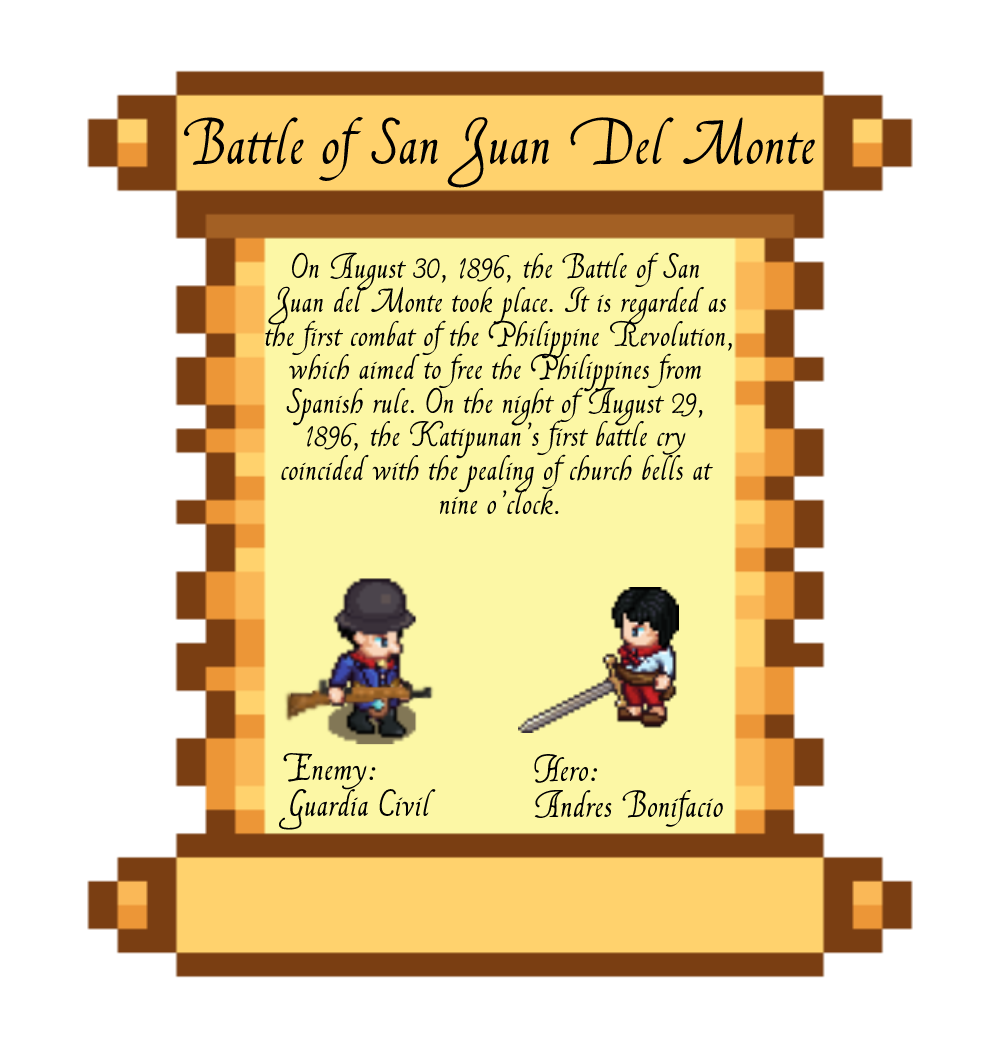 Battle of San Juan Del Monte
On August 30, 1896, the Battle of San
Juan del Monte took place. It is regarded as
the first combat of the Philippine Revolution,
which aimed to free the Philippines from
Spanish rule. On the night of August 29,
1896, the Katipunan's first battle cry
coincided with the pealing of church bells at
nine o'clock.
Enemy:
Guardia Civil
Hero:
Andres Bonifacio